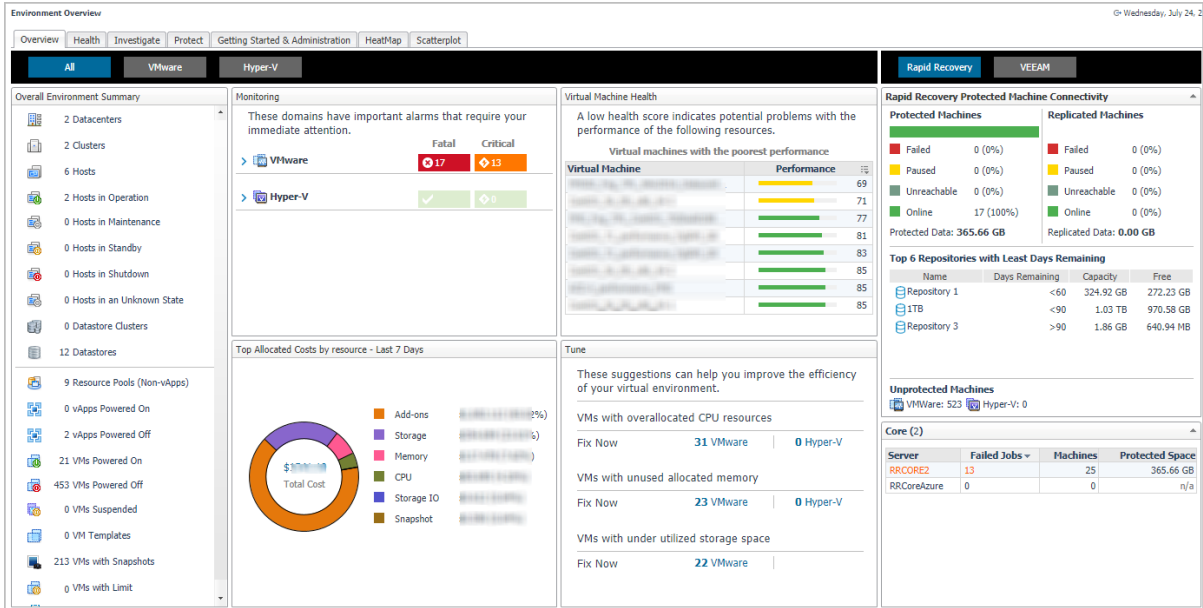 Environment Overview
Wednesday, July 24, 2
Overview Health Investigate Protect Getting Started & Administration HeatMap Scatterplot
All VMware Hyper-V
Rapid Recovery VEEAM
Overall Environment Summary
2 Datacenters
2 Clusters
6 Hosts
2 Hosts in Operation
0 Hosts in Maintenance
0 Hosts in Standby
0 Hosts in Shutdown
0 Hosts in an Unknown State
0 Datastore Clusters
12 Datastores
9 Resource Pools (Non-vApps)
0 vApps Powered On
2 vApps Powered Off
21 VMs Powered On
453 VMs Powered Off
0 VMs Suspended
0 VM Templates
213 VMs with Snapshots
0 VMs with Limit
Monitoring
These domains have important alarms that require your
immediate attention.
Fatal Critical
VMware 17 13
Hyper-V 0
Top Allocated Costs by resource - Last 7 Days
Total Cost
Add-ons
Storage
Memory
CPU
Storage IO
Snapshot
Virtual Machine Health
A low health score indicates potential problems with the
performance of the following resources.
Virtual machines with the poorest performance
Virtual Machine Performance
69
71
77
81
83
85
85
85
Tune
These suggestions can help you improve the efficiency
of your virtual environment.
VMs with overallocated CPU resources
Fix Now 31 VMware 0 Hyper-V
VMs with unused allocated memory
Fix Now 23 VMware 0 Hyper-V
VMs with under utilized storage space
Fix Now 22 VMware
Rapid Recovery Protected Machine Connectivity
Protected Machines Replicated Machines
Failed 0 (0%) Failed 0 (0%)
Paused 0 (0%) Paused 0 (0%)
Unreachable 0 (0%) Unreachable 0 (0%)
Online 17 (100%) Online 0 (0%)
Protected Data: 365.66 GB Replicated Data: 0.00 GB
Top 6 Repositories with Least Days Remaining
Name Days Remaining Capacity Free
Repository 1 <60 324.92 GB 272.23 GB
1TB <90 1.03 TB 970.58 GB
Repository 3 >90 1.86 GB 640.94 MB
Unprotected Machines
VMWare: 523 Hyper-V: 0
Core (2)
Server Failed Jobs Machines Protected Space
RRCORE2 13 25 365.66 GB
RRCoreAzure 0 0 n/a